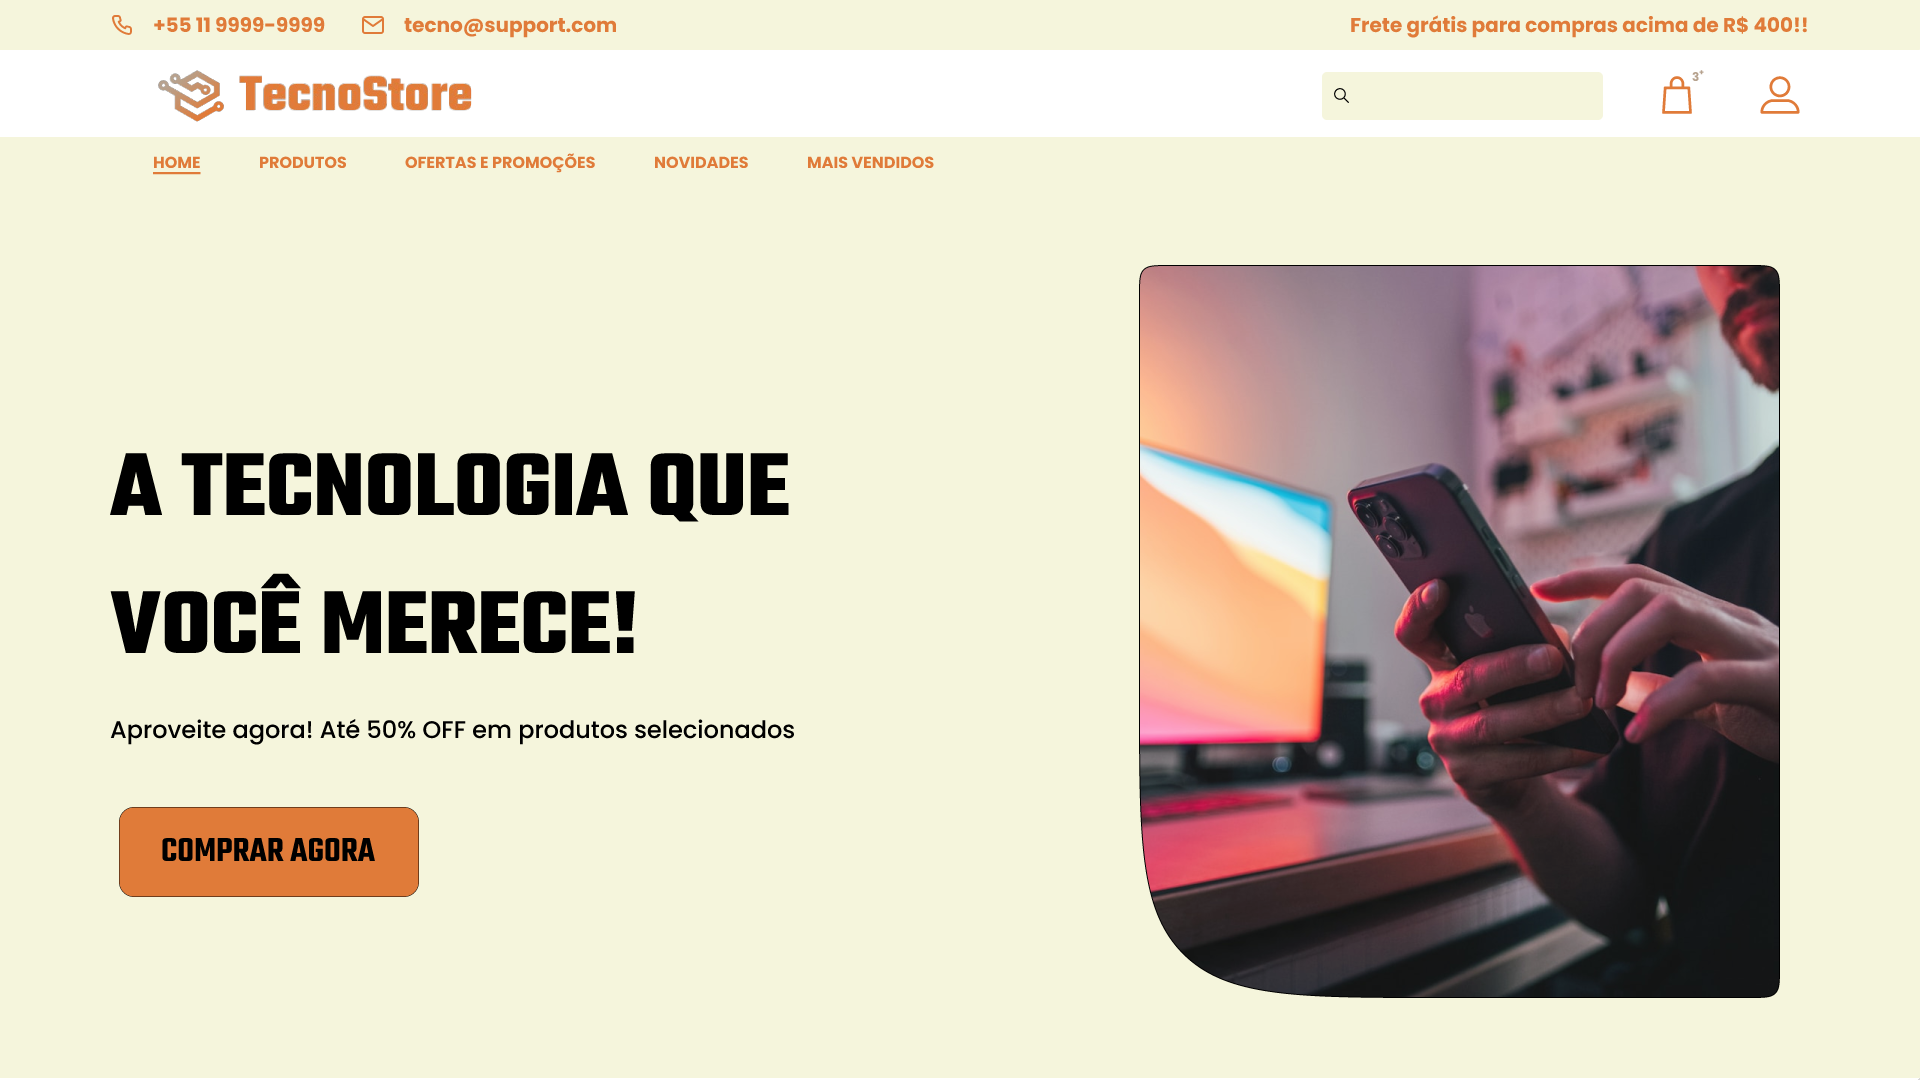 +55 11 9999-9999 tecno@support.com Frete grátis para compras acima de R$ 400!!
TecnoStore 3+
HOME PRODUTOS OFERTAS E PROMOÇÕES NOVIDADES MAIS VENDIDOS
A TECNOLOGIA QUE
VOCÊ MERECE!
Aproveite agora! Até 50% OFF em produtos selecionados
COMPRAR AGORA